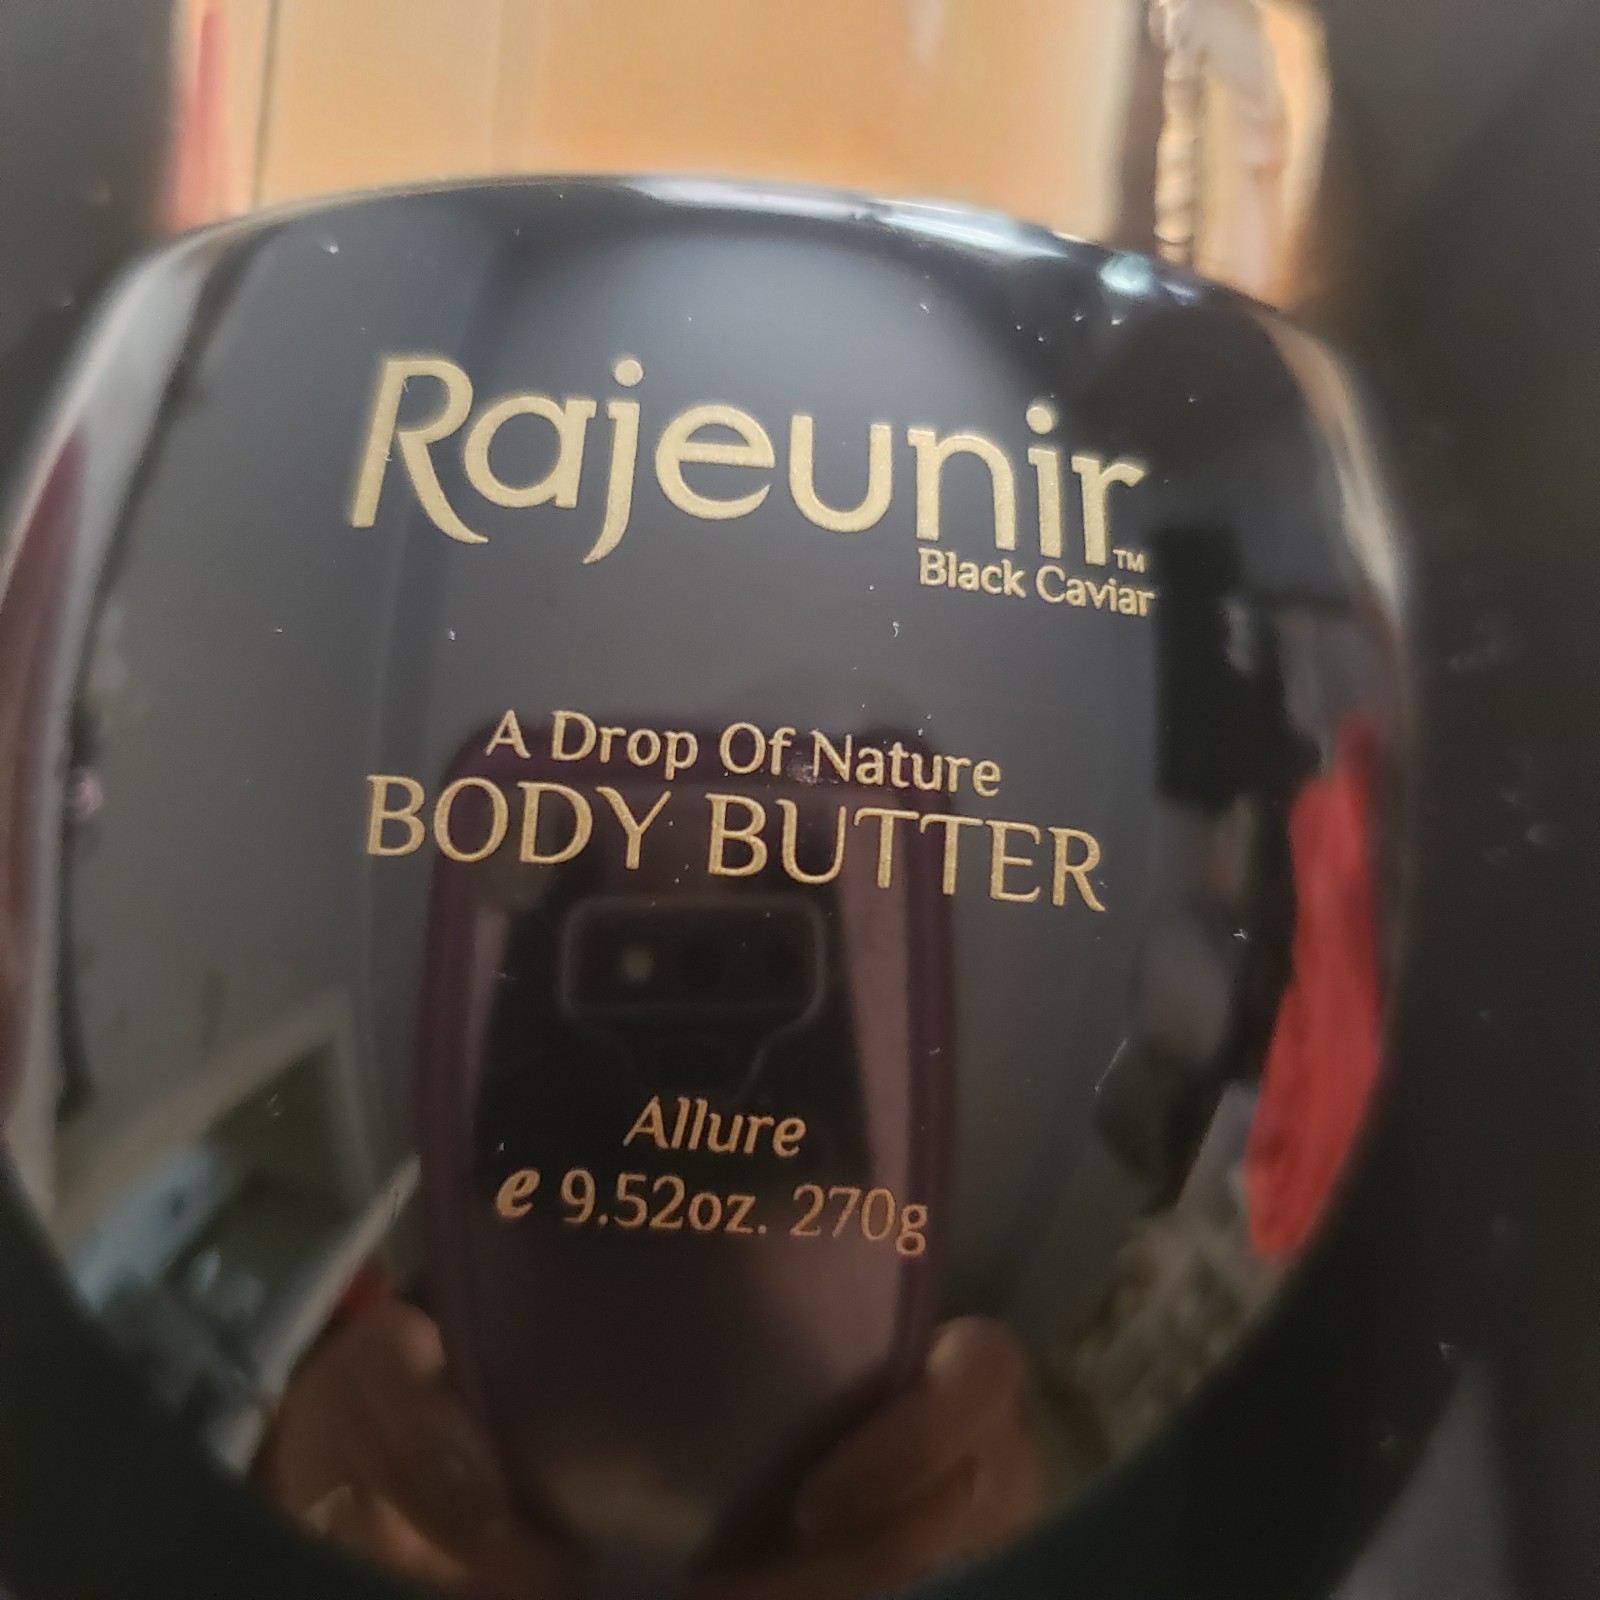 Rajeunir™
Black Caviar
A Drop Of Nature
BODY BUTTER
Allure
e 9.52oz. 270g